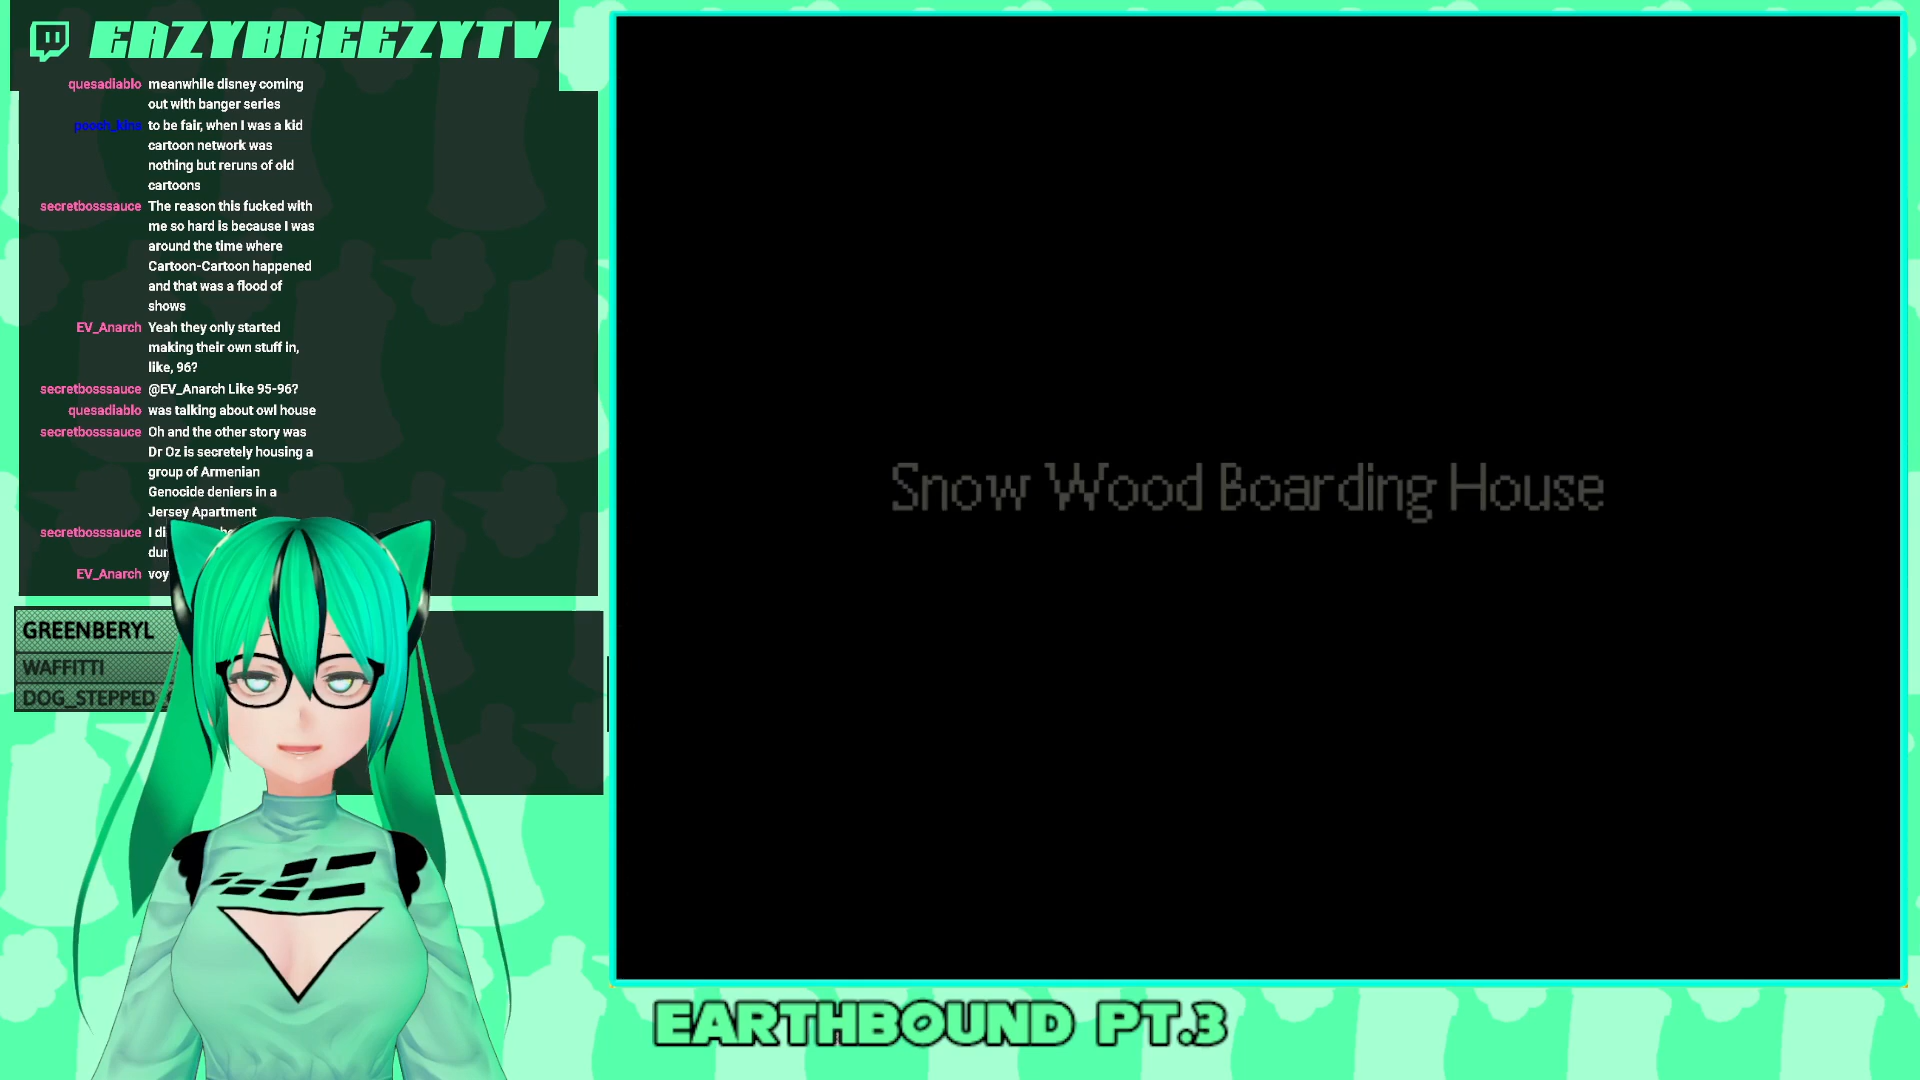 EAZYBREEZYTV
quesadiablo meanwhile disney coming
out with banger series
pooch_kins to be fair, when I was a kid
cartoon network was
nothing but reruns of old
cartoons
secretbosssauce The reason this fucked with
me so hard is because I was
around the time where
Cartoon-Cartoon happened
and that was a flood of
shows
EV_Anarch Yeah they only started
making their own stuff in,
like, 96?
secretbosssauce @EV_Anarch Like 95-96?
quesadiablo was talking about owl house
secretbosssauce Oh and the other story was
Dr Oz is secretely housing a
group of Armenian
Genocide deniers in a
Jersey Apartment
secretbosssauce I
EV_Anarch
GREENBERYL
WAFFITTI
DOG_STEPPED
Snow Wood Boarding House
EARTHBOUND PT.3